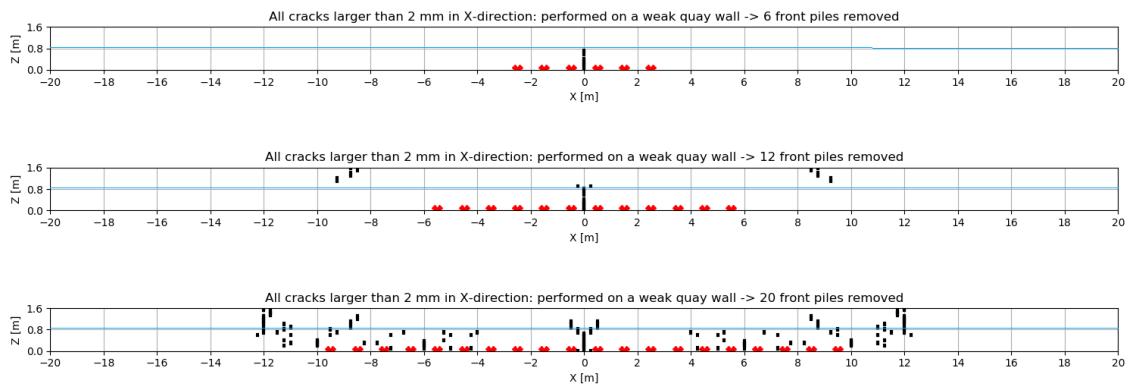 All cracks larger than 2 mm in X-direction: performed on a weak quay wall -> 6 front piles removed
1.6
0.8
0.0
Z [m]
−20 −18 −16 −14 −12 −10 −8 −6 −4 −2 0 2 4 6 8 10 12 14 16 18 20
X [m]
All cracks larger than 2 mm in X-direction: performed on a weak quay wall -> 12 front piles removed
1.6
0.8
0.0
Z [m]
−20 −18 −16 −14 −12 −10 −8 −6 −4 −2 0 2 4 6 8 10 12 14 16 18 20
X [m]
All cracks larger than 2 mm in X-direction: performed on a weak quay wall -> 20 front piles removed
1.6
0.8
0.0
Z [m]
−20 −18 −16 −14 −12 −10 −8 −6 −4 −2 0 2 4 6 8 10 12 14 16 18 20
X [m]